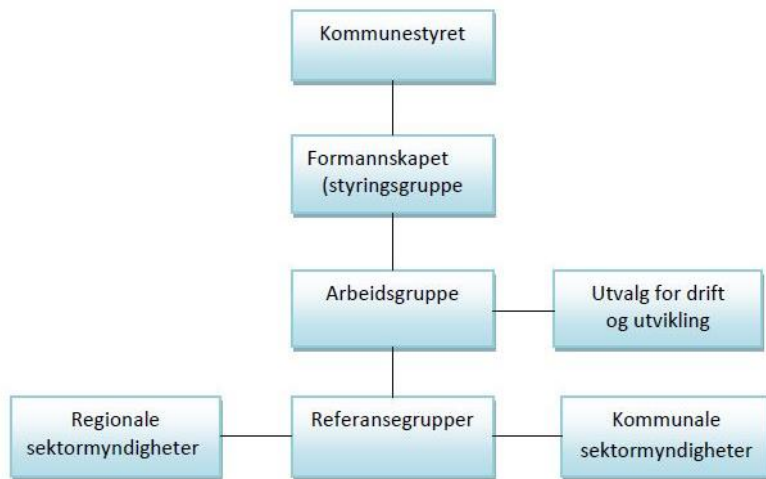 Kommunestyret
Formannskapet
(styringsgruppe
Arbeidsgruppe
Utvalg for drift
og utvikling
Regionale
sektormyndigheter
Referansegrupper
Kommunale
sektormyndigheter